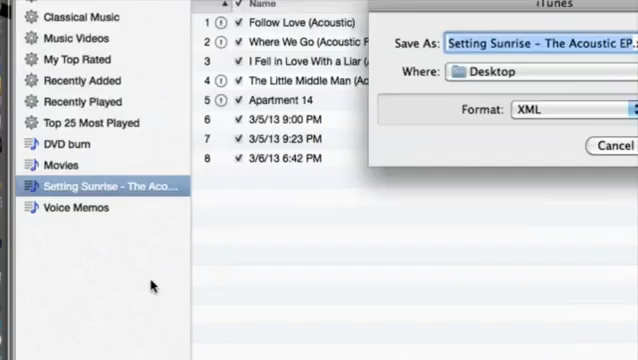 Classical Music
Music Videos
My Top Rated
Recently Added
Recently Played
Top 25 Most Played
DVD burn
Movies
Setting Sunrise - The Aco...
Voice Memos
Name
1 Follow Love (Acoustic)
2 Where We Go (Acoustic F
3 I Fell in Love With a Liar (
4 The Little Middle Man (Ac
5 Apartment 14
6 3/5/13 9:00 PM
7 3/5/13 9:23 PM
8 3/6/13 6:42 PM
iTunes
Save As: Setting Sunrise – The Acoustic EP.
Where: Desktop
Format: XML
Cancel